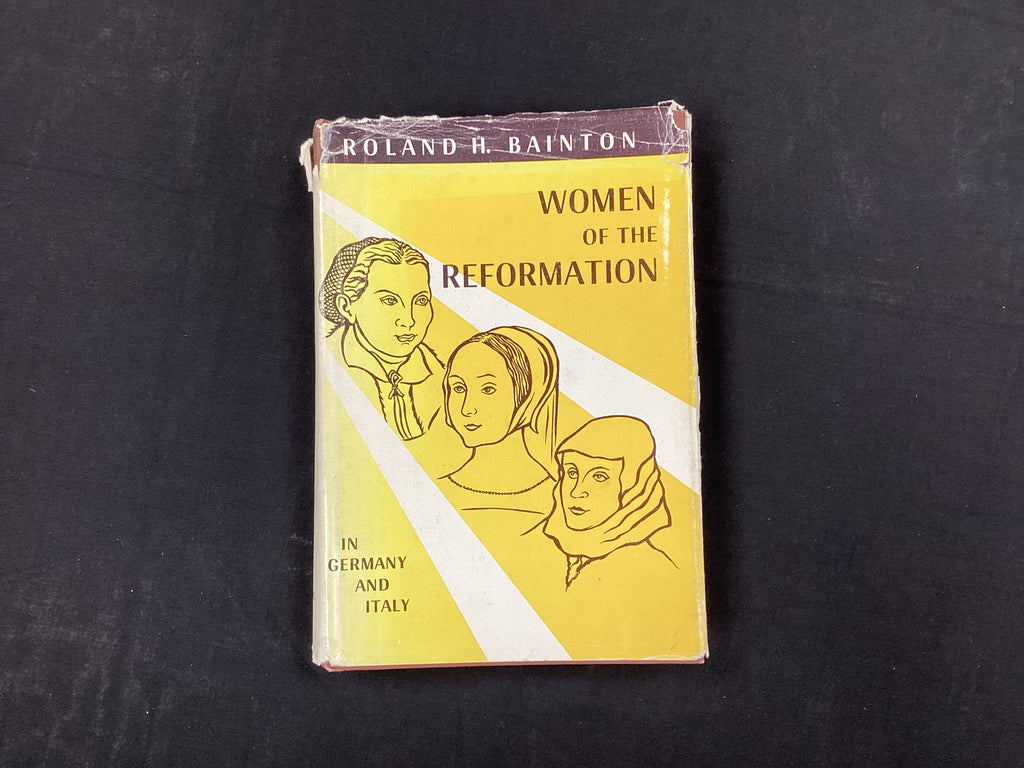 ROLAND H. BAINTON
WOMEN
OF THE
REFORMATION
IN
GERMANY
AND
ITALY